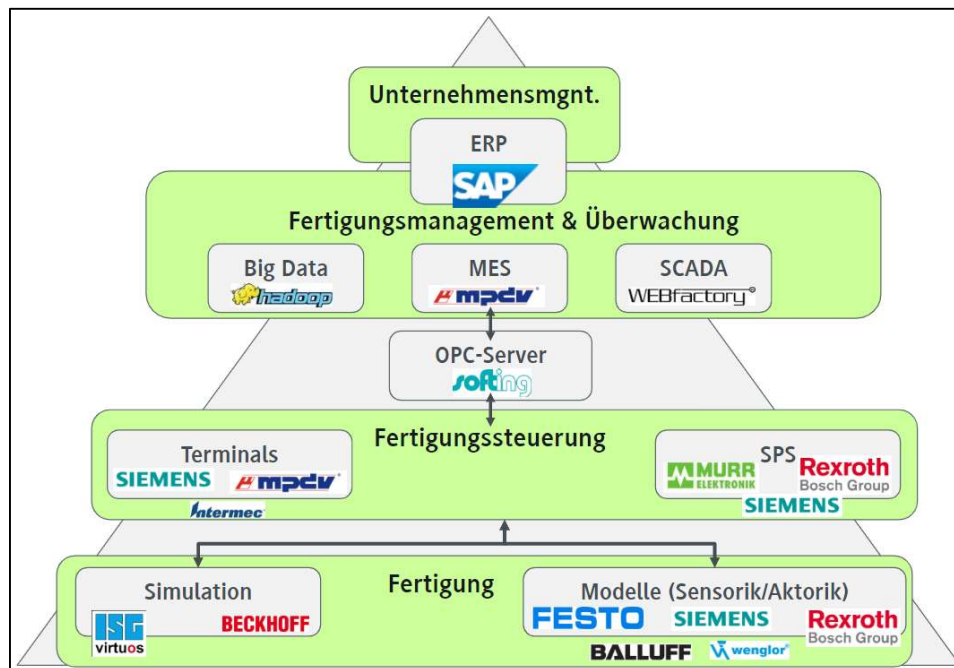 Unternehmensmgnt.
ERP
SAP
Fertigungsmanagement & Überwachung
Big Data
hadoop
MES
µmpdv
SCADA
WEBfactory
OPC-Server
softing
Fertigungssteuerung
Terminals
SIEMENS
µmpdv
Intermec
SPS
MURR
ELEKTRONIK
Rexroth
Bosch Group
SIEMENS
Fertigung
Simulation
ISG
virtuos
BECKHOFF
Modelle (Sensorik/Aktorik)
FESTO
SIEMENS
Rexroth
Bosch Group
BALLUFF
wenglor